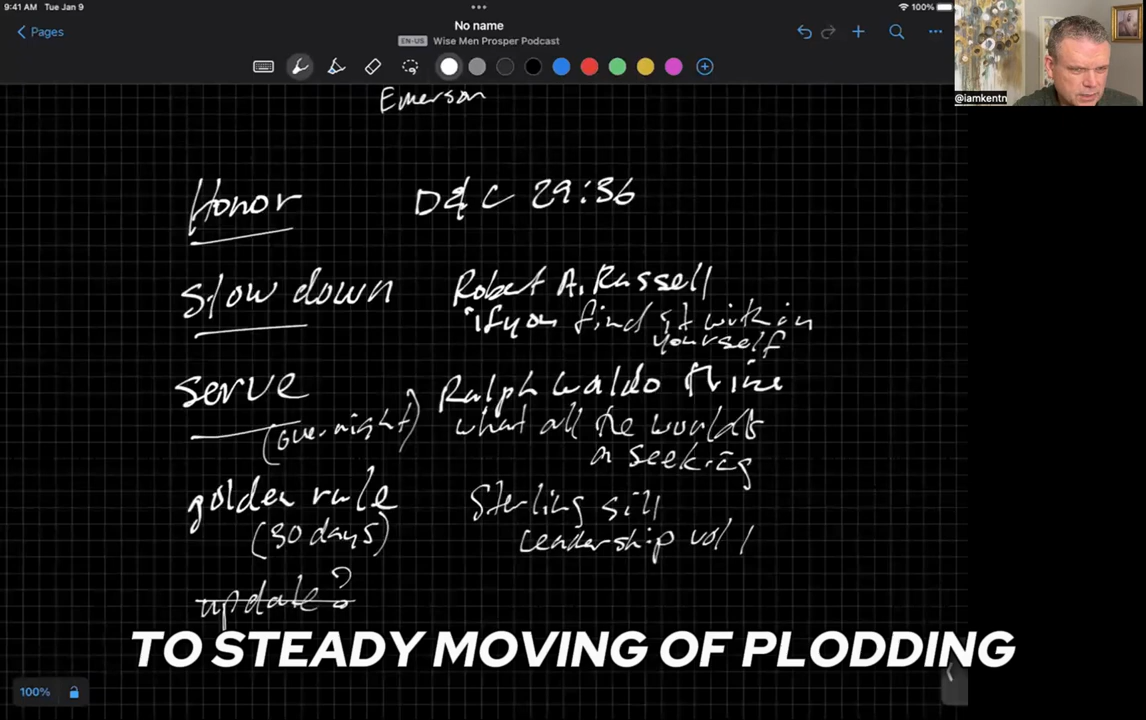 9:41 AM Tue Jan 9
100%
No name
Pages
EN-US Wise Men Prosper Podcast
@iamkentn
Emerson
Honor D&C 29:36
slow down Robert A. Russell
"if you find it within
yourself
serve Ralph Waldo Trine
(over night) what all the world's
a seeking
golden rule Sterling sill
(30 days) Leadership vol 1
update?
TO STEADY MOVING OF PLODDING
100%